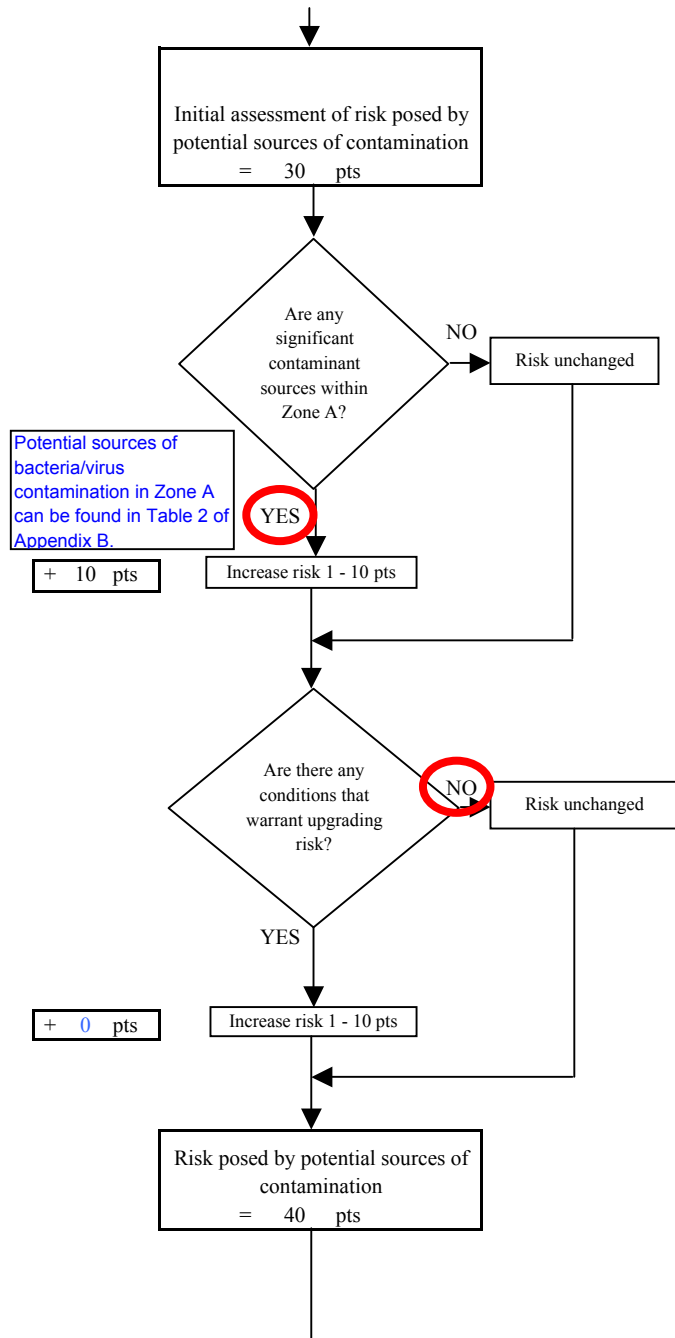 Initial assessment of risk posed by
potential sources of contamination
= 30 pts
Are any
significant
contaminant
sources within
Zone A?
NO
Risk unchanged
Potential sources of
bacteria/virus
contamination in Zone A
can be found in Table 2 of
Appendix B.
YES
+ 10 pts
Increase risk 1 - 10 pts
Are there any
conditions that
warrant upgrading
risk?
NO
Risk unchanged
YES
+ 0 pts
Increase risk 1 - 10 pts
Risk posed by potential sources of
contamination
= 40 pts